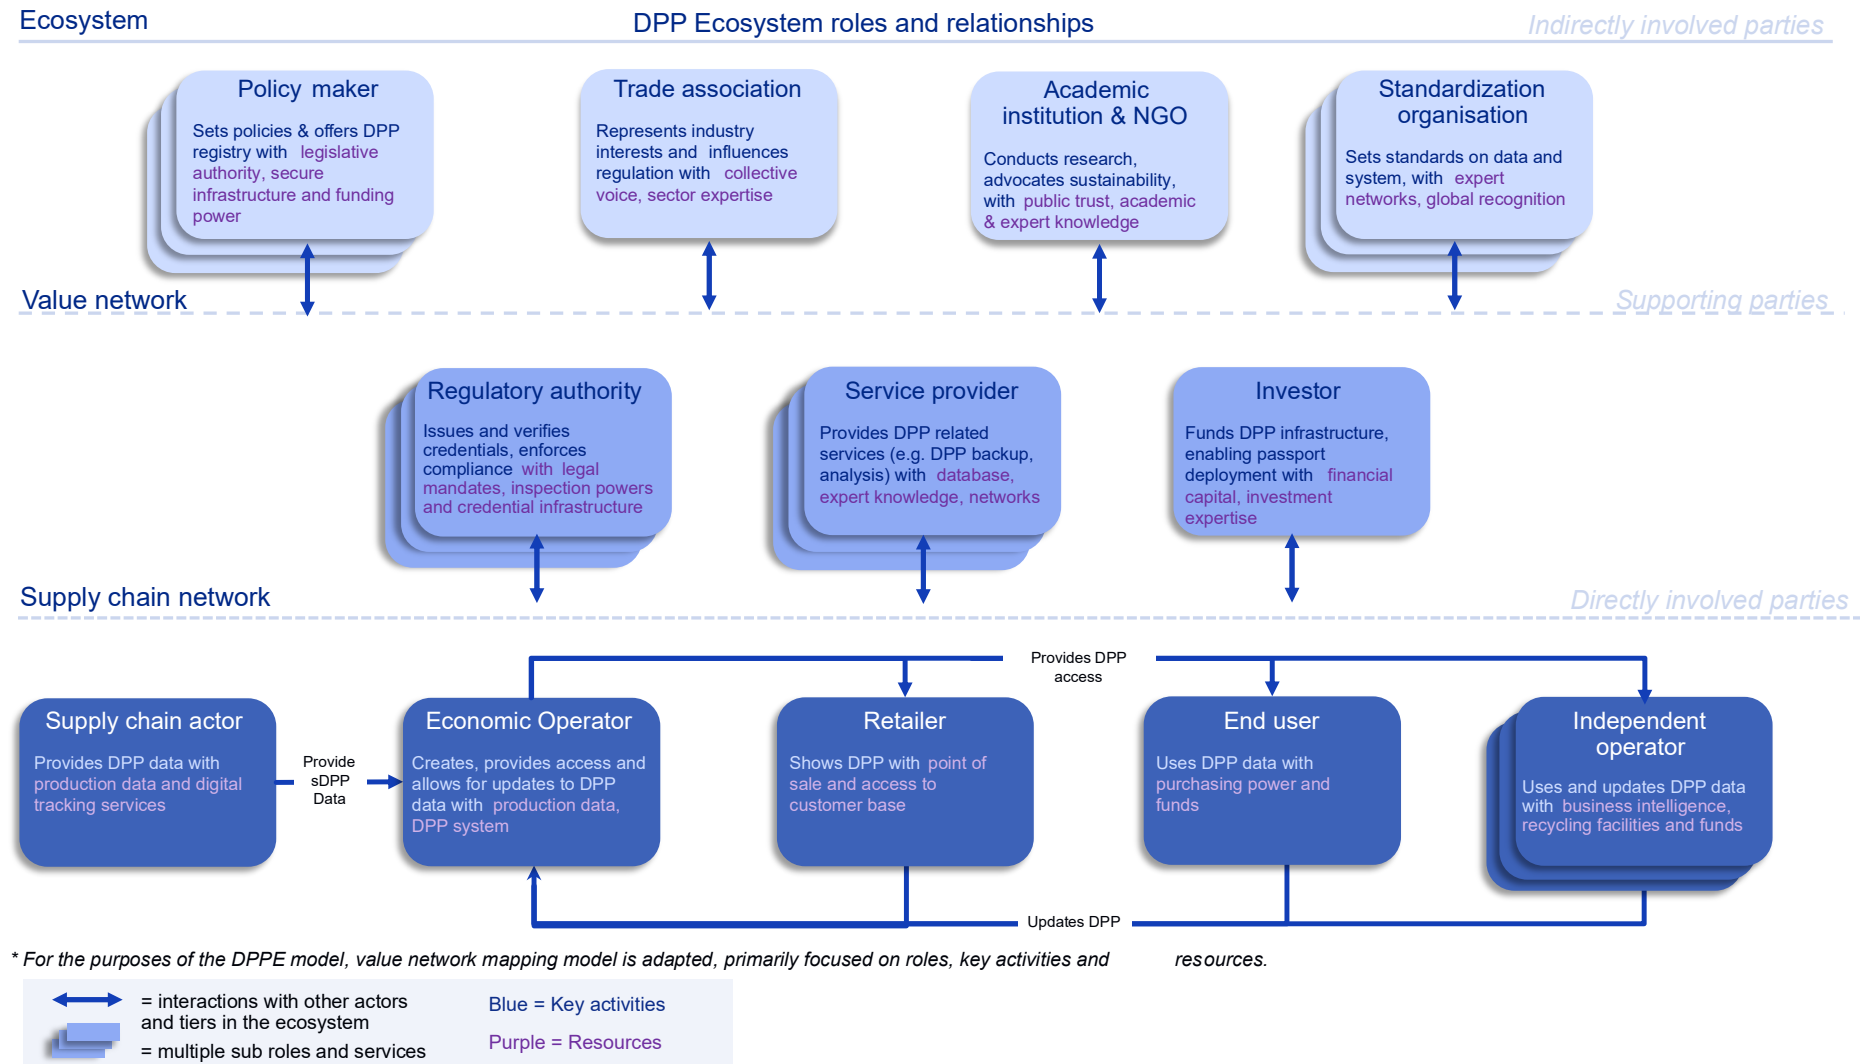 Ecosystem
DPP Ecosystem roles and relationships
Indirectly involved parties
Policy maker
Sets policies & offers DPP
registry with legislative
authority, secure
infrastructure and funding
power
Trade association
Represents industry
interests and influences
regulation with collective
voice, sector expertise
Academic
institution & NGO
Conducts research,
advocates sustainability,
with public trust, academic
& expert knowledge
Standardization
organisation
Sets standards on data and
system, with expert
networks, global recognition
Value network
Supporting parties
Regulatory authority
Issues and verifies
credentials, enforces
compliance with legal
mandates, inspection powers
and credential infrastructure
Service provider
Provides DPP related
services (e.g. DPP backup,
analysis) with database,
expert knowledge, networks
Investor
Funds DPP infrastructure,
enabling passport
deployment with financial
capital, investment
expertise
Supply chain network
Directly involved parties
Provides DPP
access
Supply chain actor
Provides DPP data with
production data and digital
tracking services
Provide
sDPP
Data
Economic Operator
Creates, provides access and
allows for updates to DPP
data with production data,
DPP system
Retailer
Shows DPP with point of
sale and access to
customer base
End user
Uses DPP data with
purchasing power and
funds
Independent
operator
Uses and updates DPP data
with business intelligence,
recycling facilities and funds
Updates DPP
* For the purposes of the DPPE model, value network mapping model is adapted, primarily focused on roles, key activities and resources.
= interactions with other actors
and tiers in the ecosystem
= multiple sub roles and services
Blue = Key activities
Purple = Resources